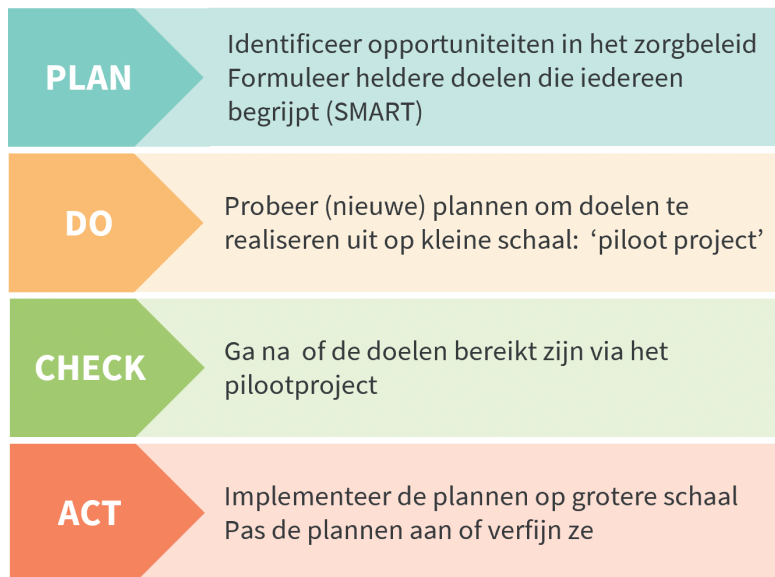 PLAN
Identificeer opportuniteiten in het zorgbeleid
Formuleer heldere doelen die iedereen
begrijpt (SMART)
DO
Probeer (nieuwe) plannen om doelen te
realiseren uit op kleine schaal:  ‘piloot project’
CHECK
Ga na  of de doelen bereikt zijn via het
pilootproject
ACT
Implementeer de plannen op grotere schaal
Pas de plannen aan of verfijn ze